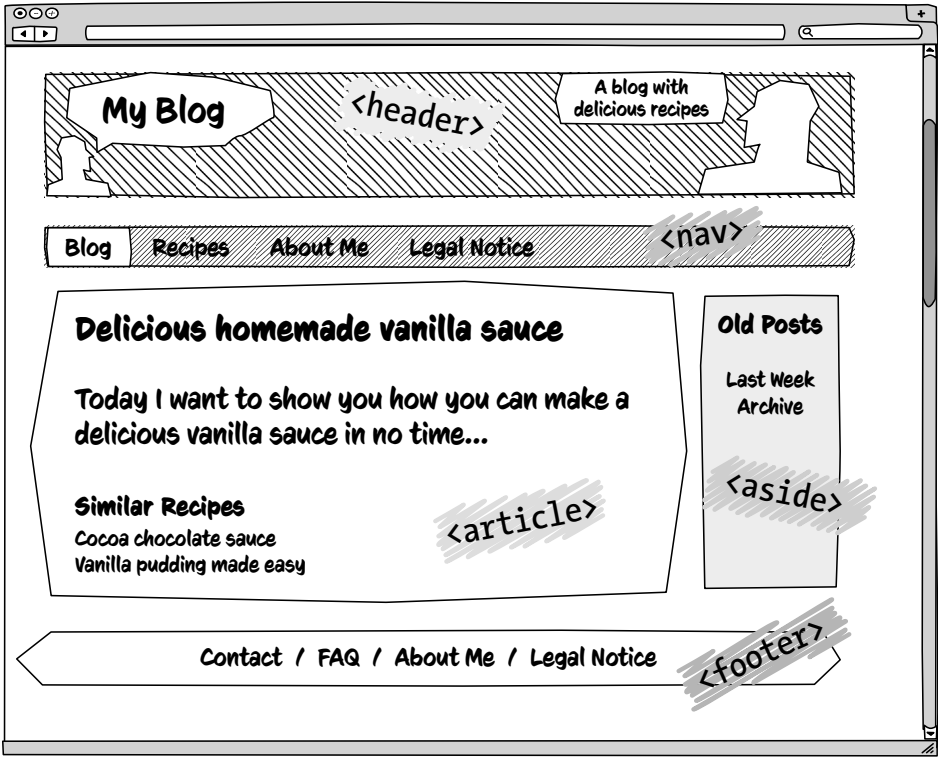 My Blog
<header>
A blog with
delicious recipes
Blog Recipes About Me Legal Notice
<nav>
Delicious homemade vanilla sauce
Today I want to show you how you can make a
delicious vanilla sauce in no time...
Similar Recipes
Cocoa chocolate sauce
Vanilla pudding made easy
<article>
Old Posts
Last Week
Archive
<aside>
Contact / FAQ / About Me / Legal Notice
<footer>